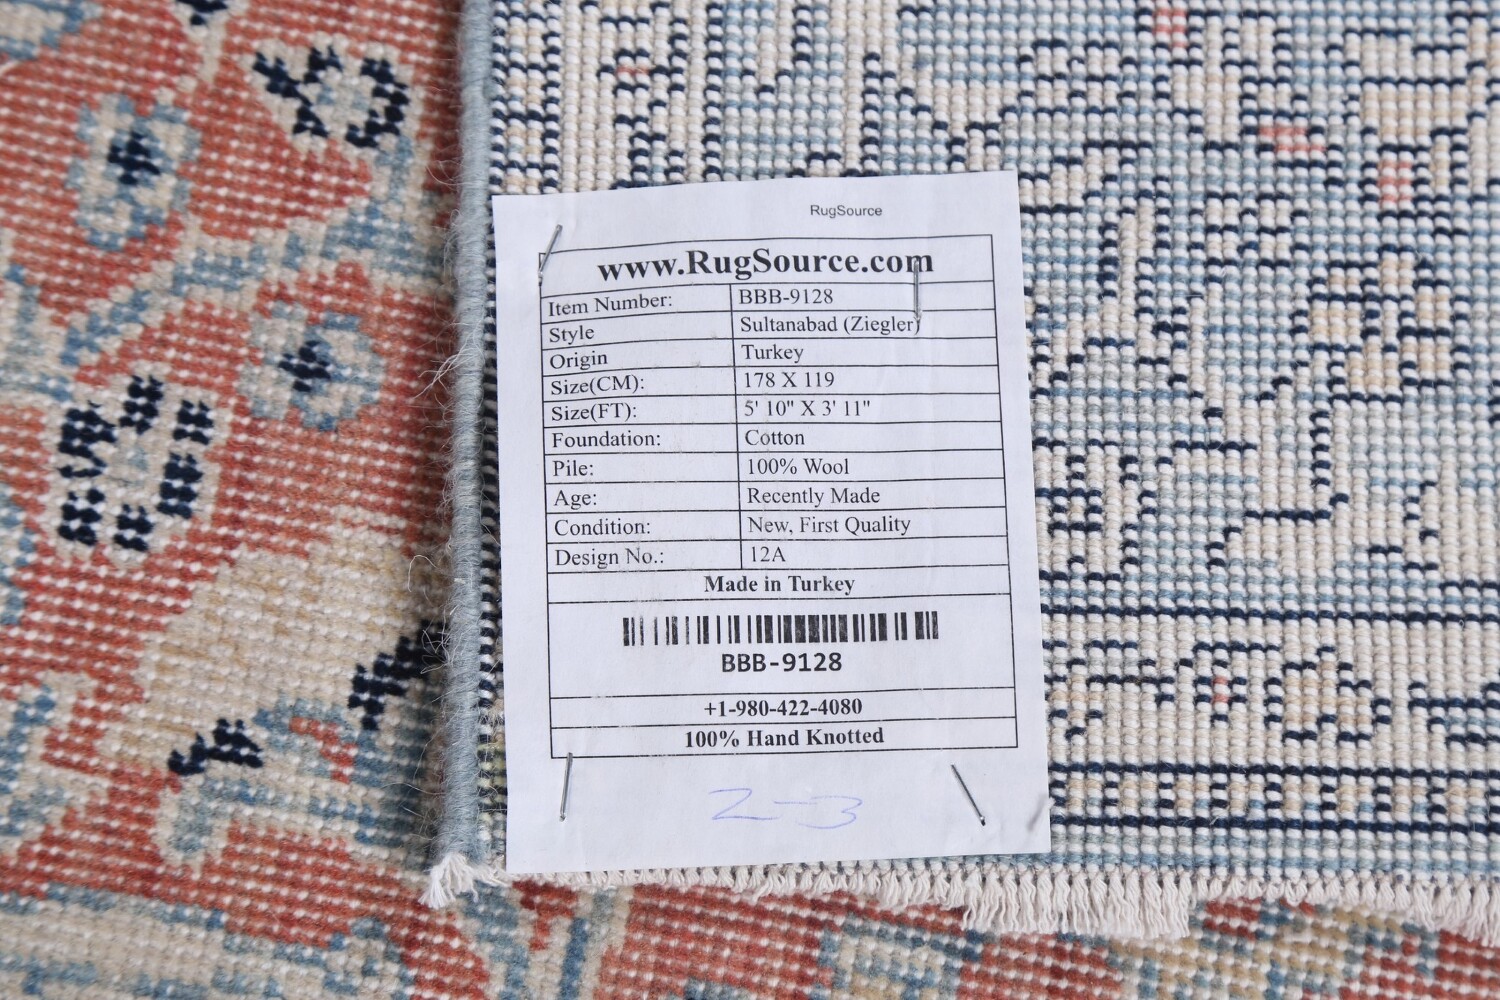 RugSource
www.RugSource.com
Item Number: BBB-9128
Style Sultanabad (Ziegler)
Origin Turkey
Size(CM): 178 X 119
Size(FT): 5' 10" X 3' 11"
Foundation: Cotton
Pile: 100% Wool
Age: Recently Made
Condition: New, First Quality
Design No.: 12A
Made in Turkey
BBB-9128
+1-980-422-4080
100% Hand Knotted
2-3